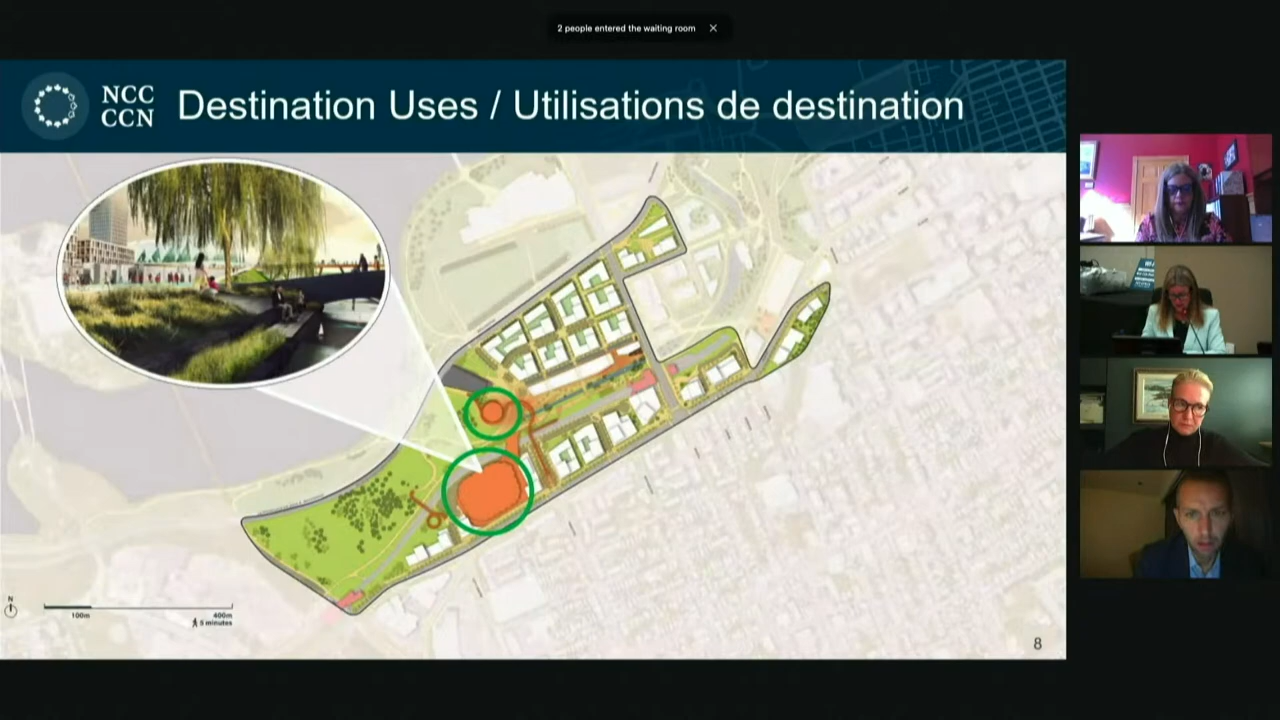 2 people entered the waiting room
NCC
CCN
Destination Uses / Utilisations de destination
N
100m
400m
5 minutes
8